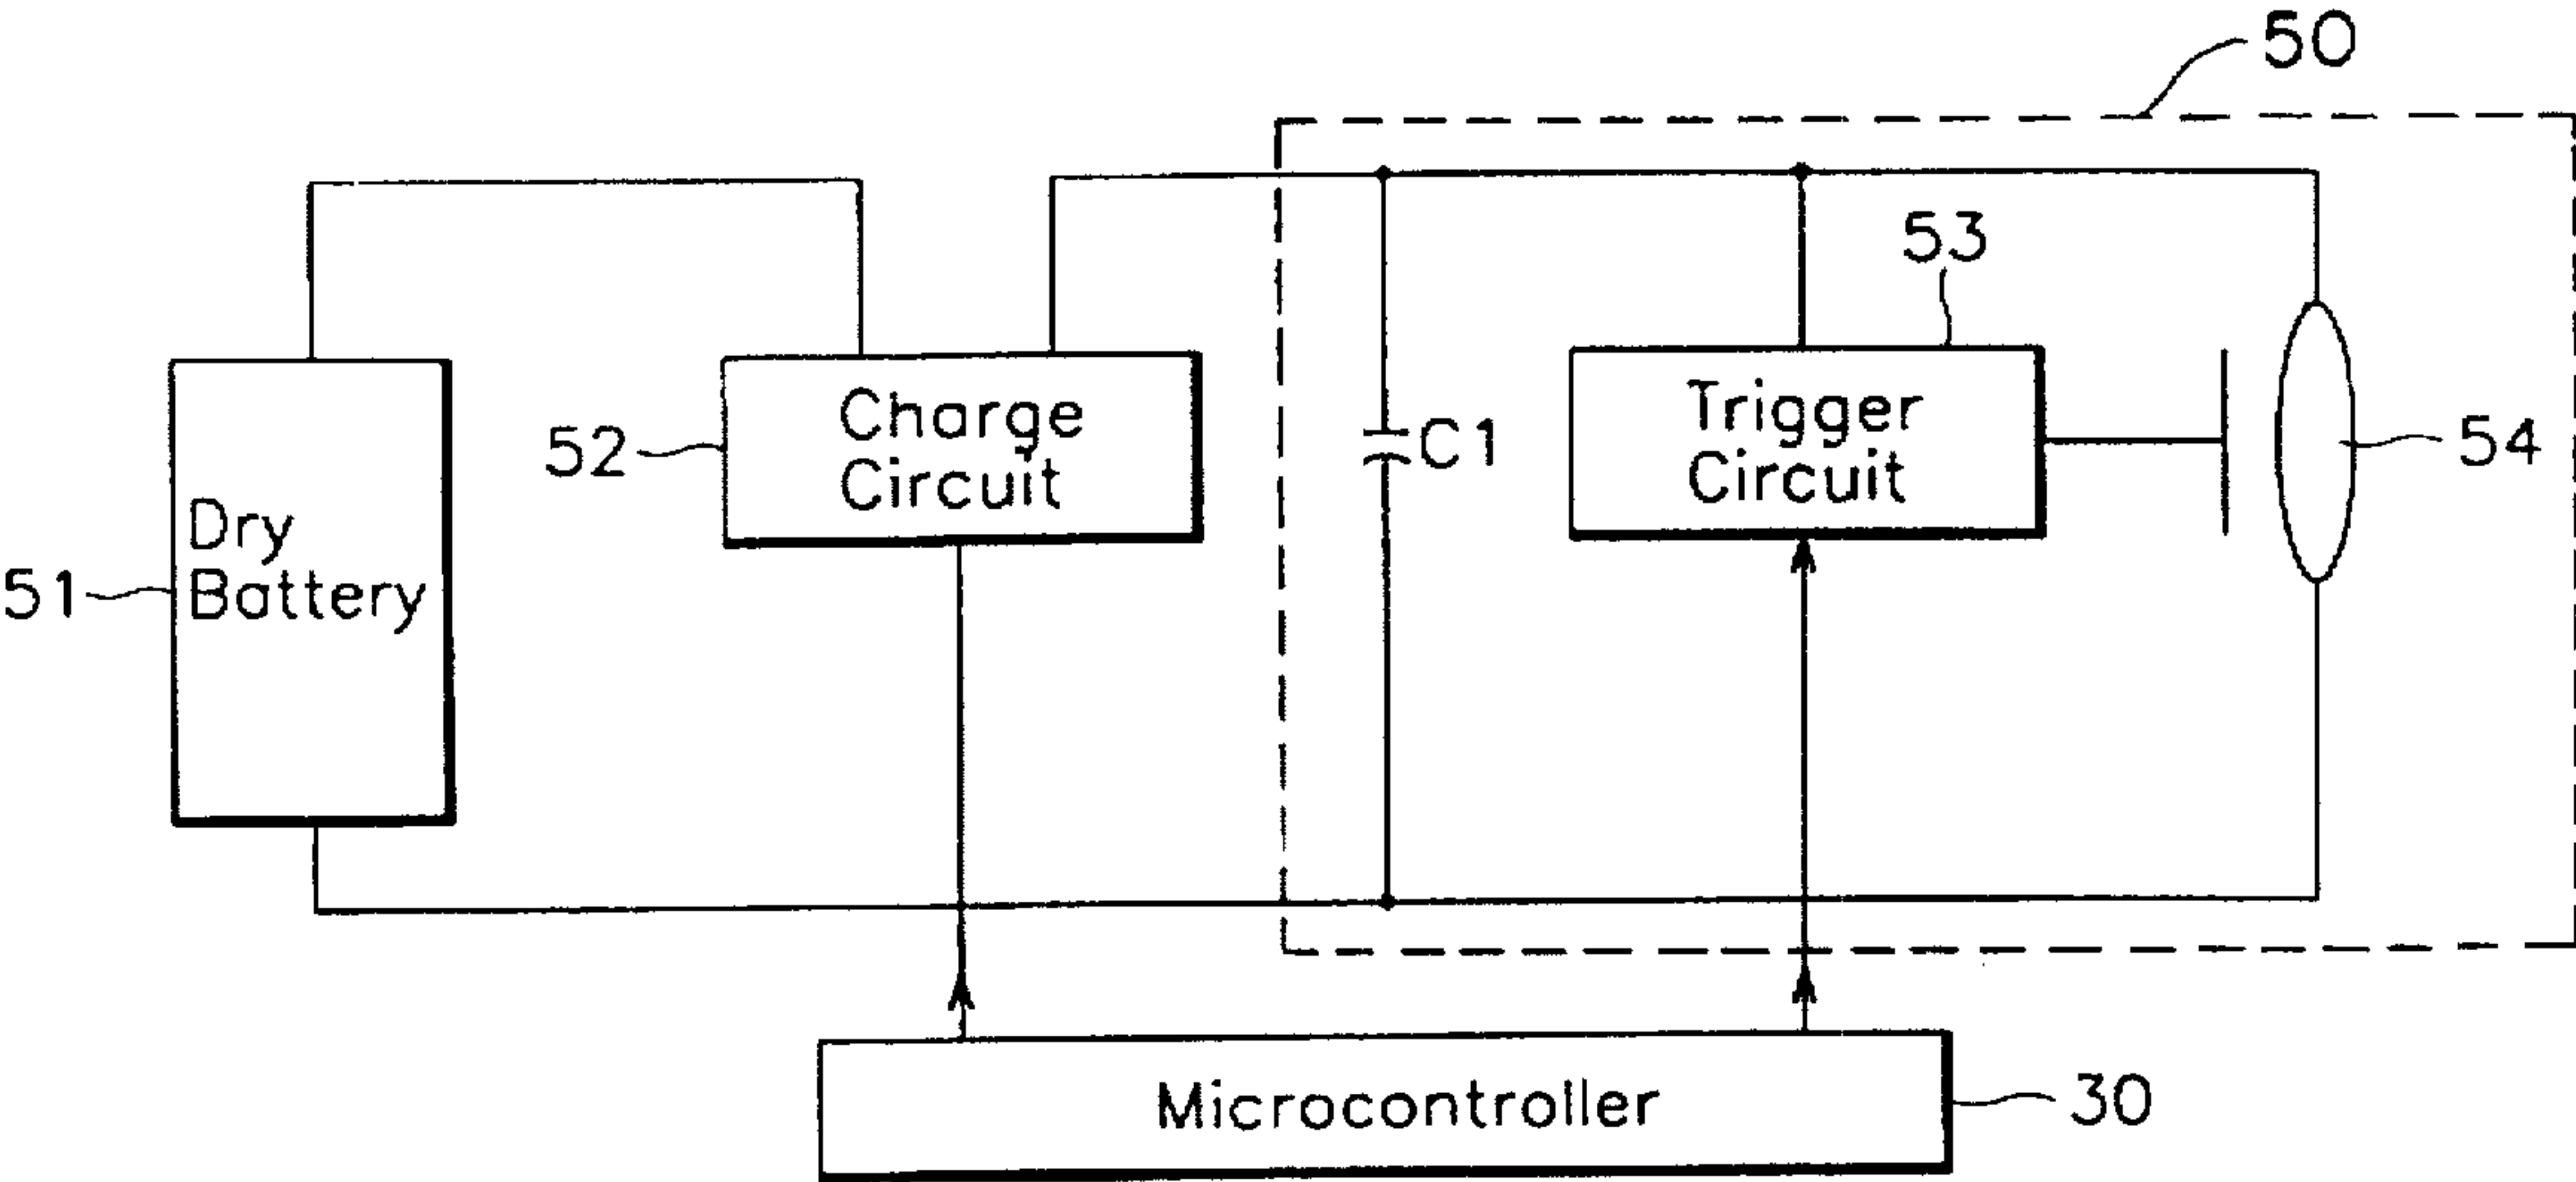 50
53
Charge
Circuit
52
C1
Trigger
Circuit
54
Dry
Battery
51
Microcontroller
30